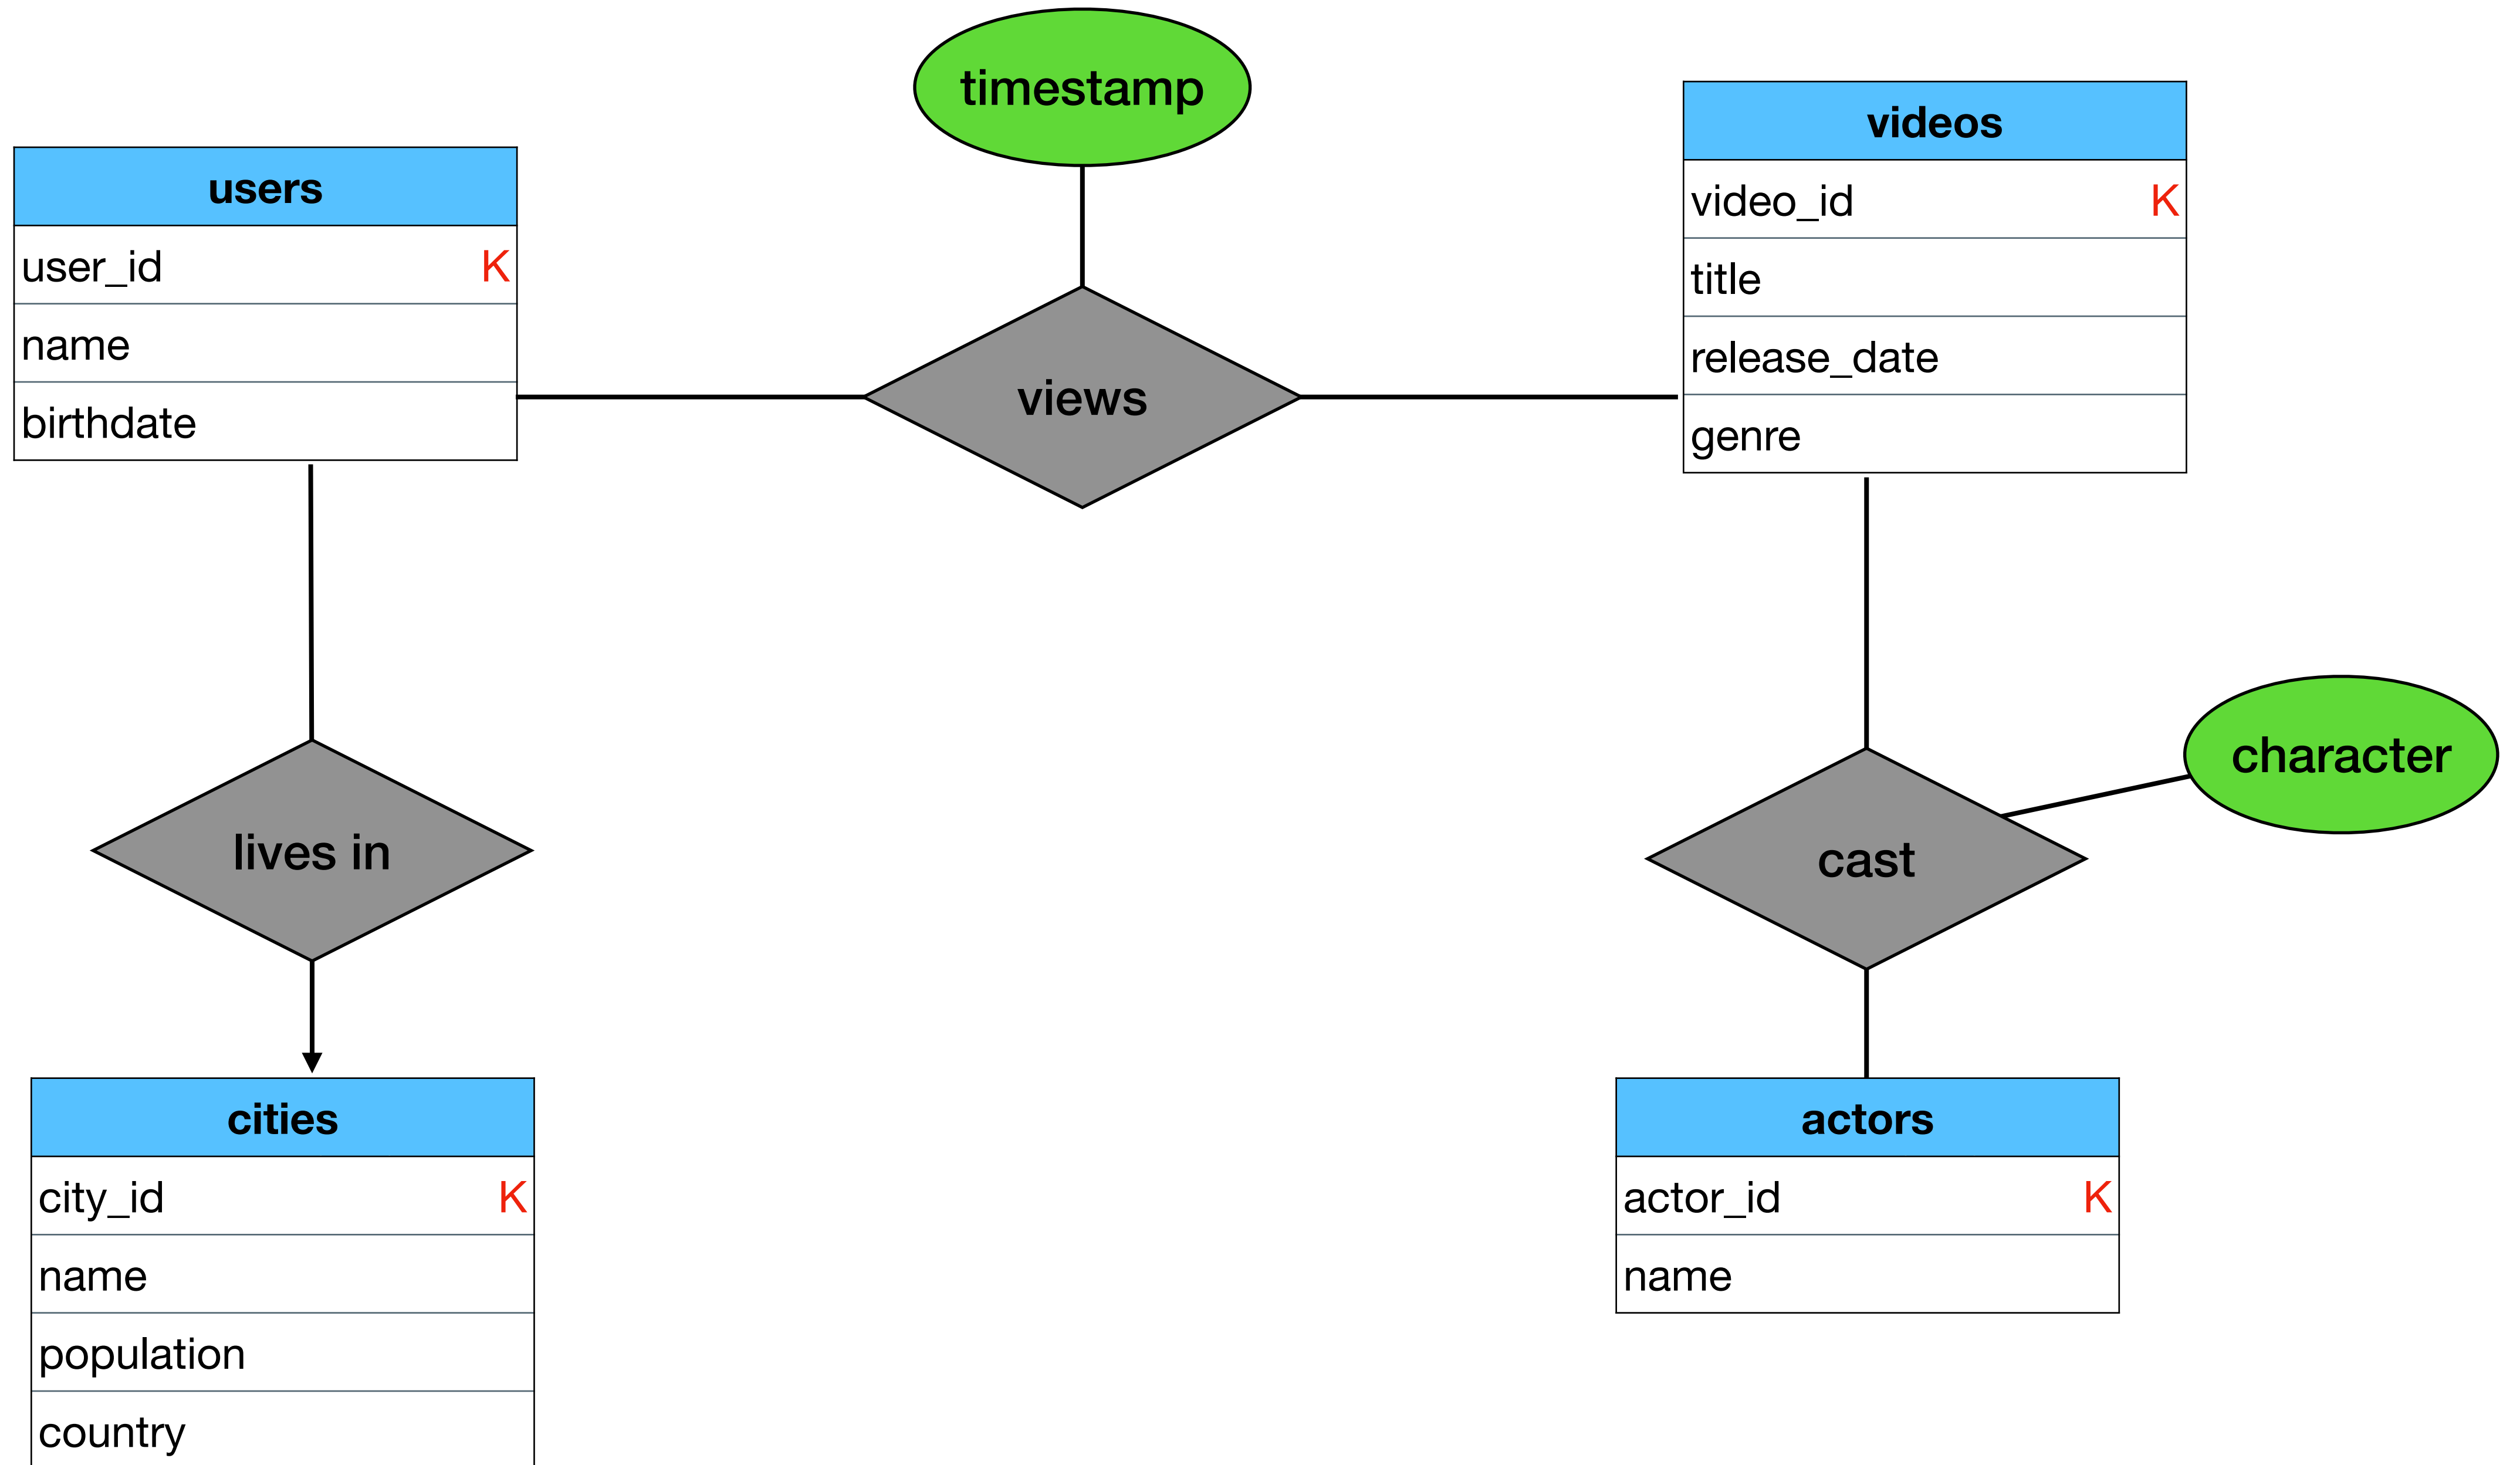 timestamp
users
user_id K
name
birthdate
views
videos
video_id K
title
release_date
genre
lives in
cast
character
cities
city_id K
name
population
country
actors
actor_id K
name